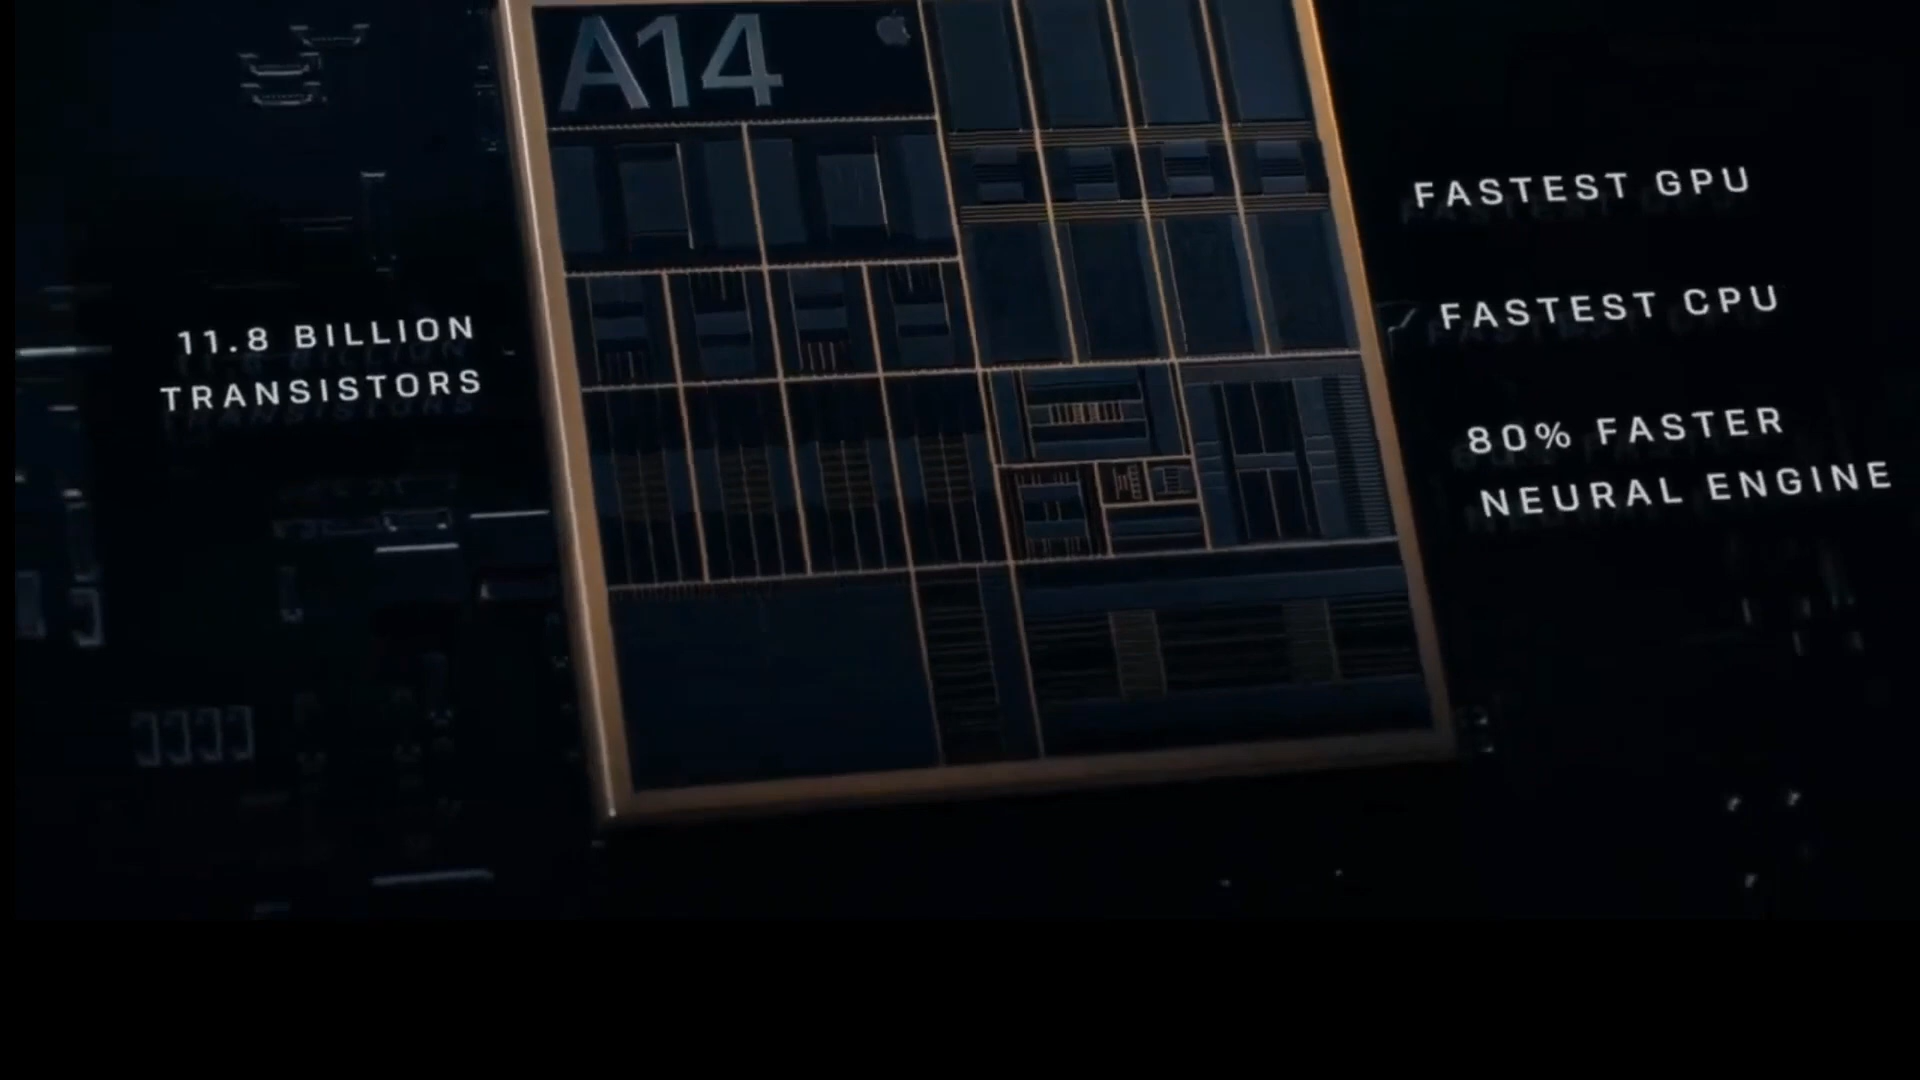 A14
11.8 BILLION
TRANSISTORS
FASTEST GPU
FASTEST CPU
80% FASTER
NEURAL ENGINE